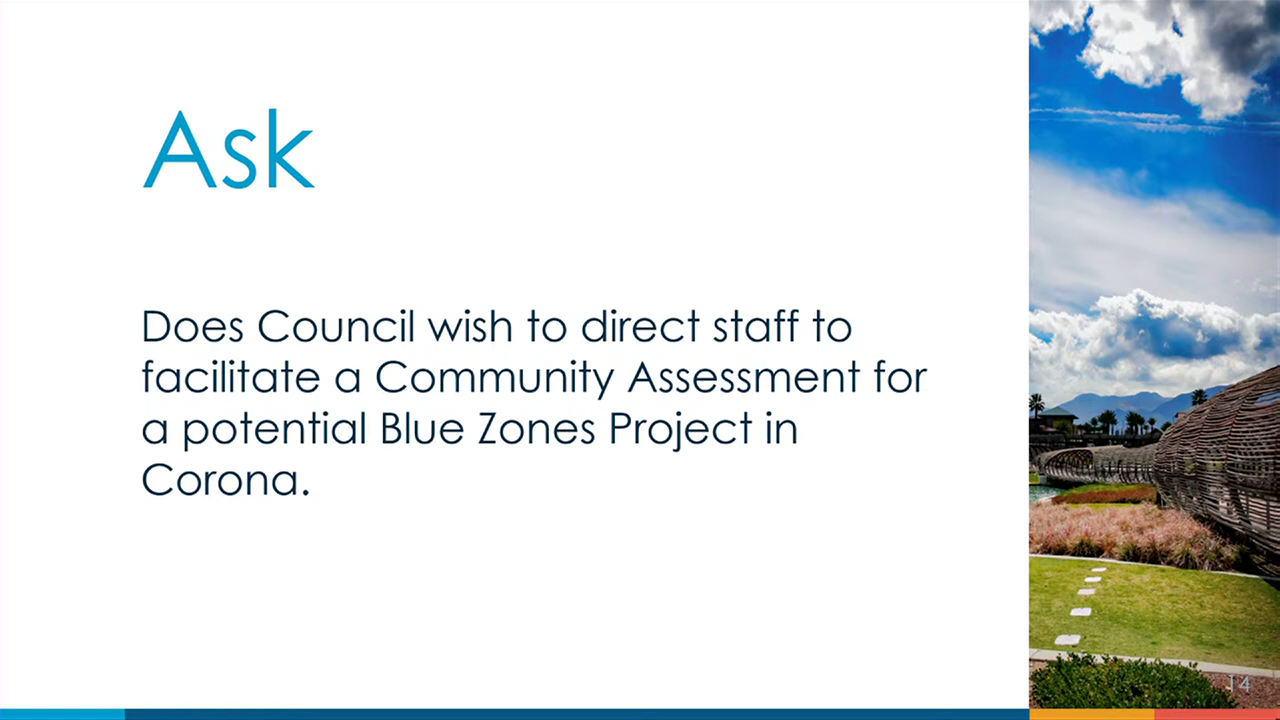 Ask
Does Council wish to direct staff to
facilitate a Community Assessment for
a potential Blue Zones Project in
Corona.
14